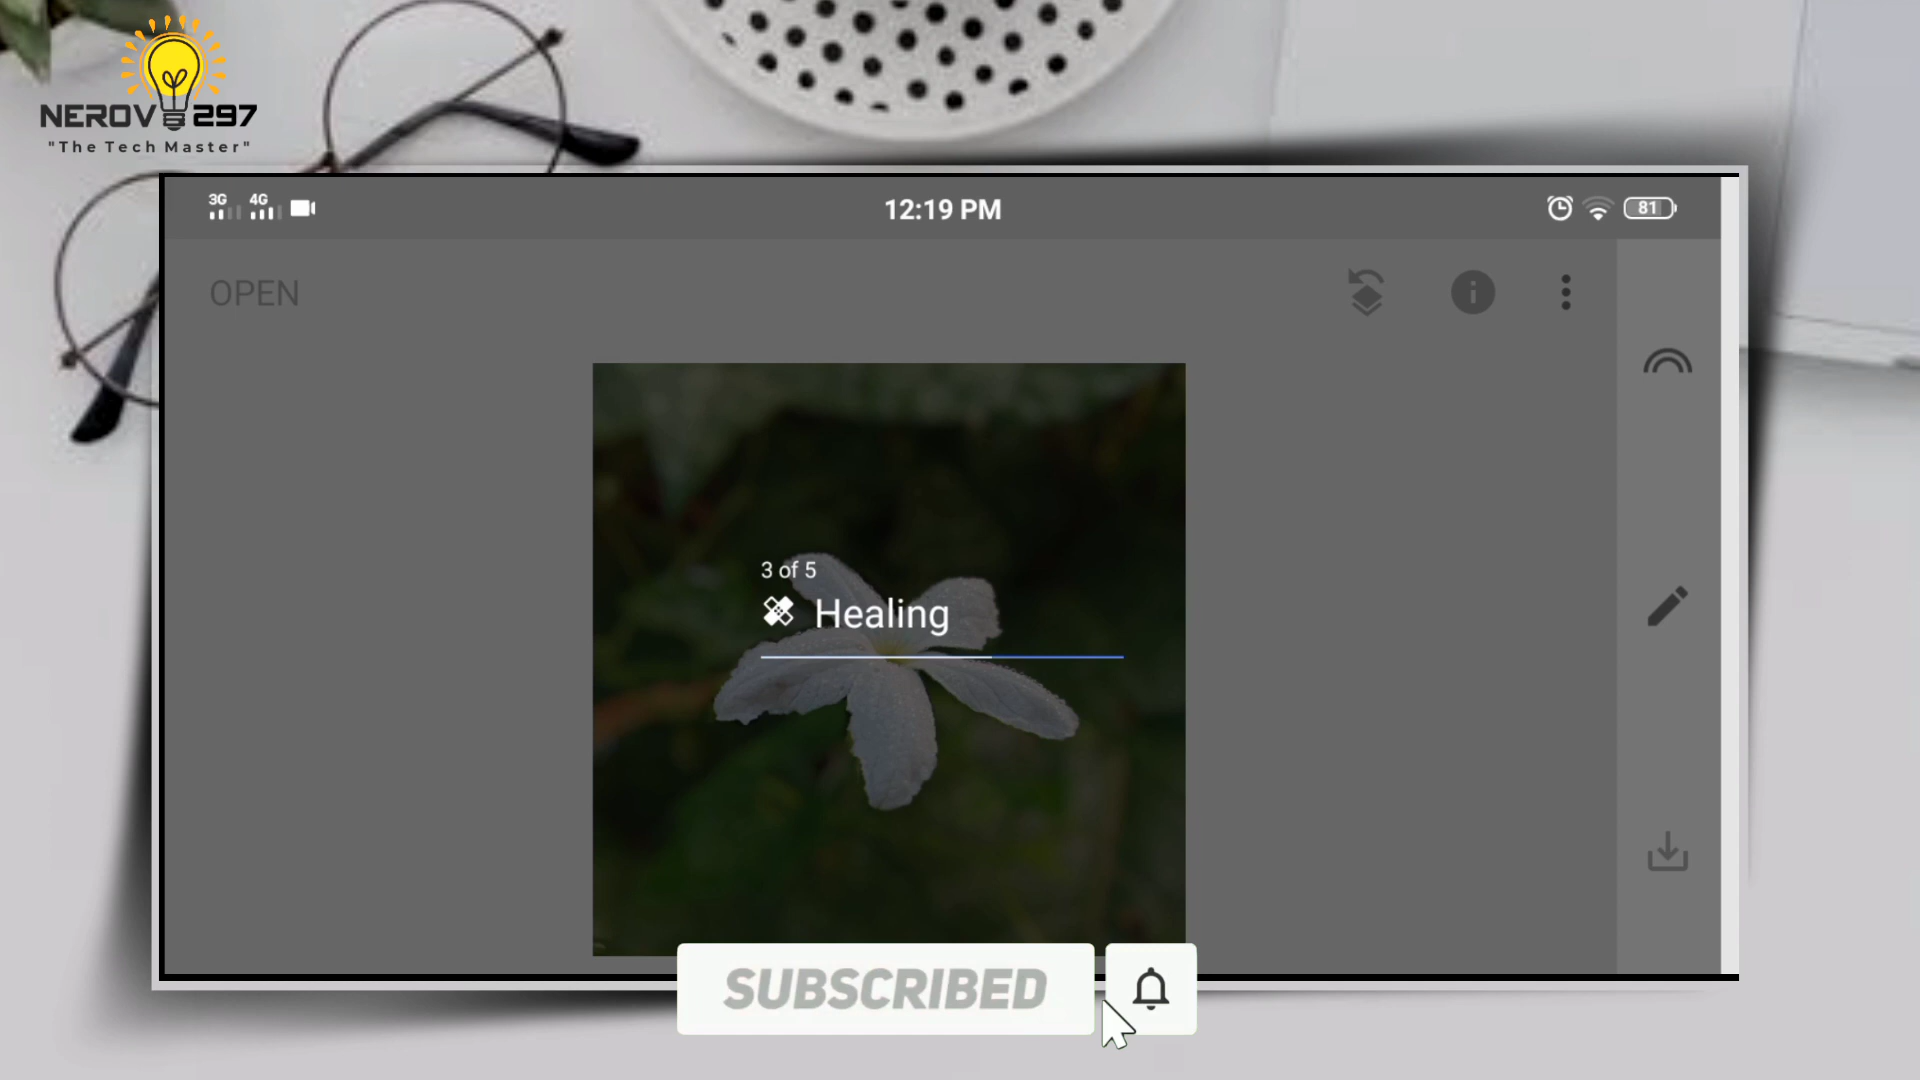 NEROV 297
"The Tech Master"
3G 4G
12:19 PM
81
OPEN
3 of 5
Healing
SUBSCRIBED